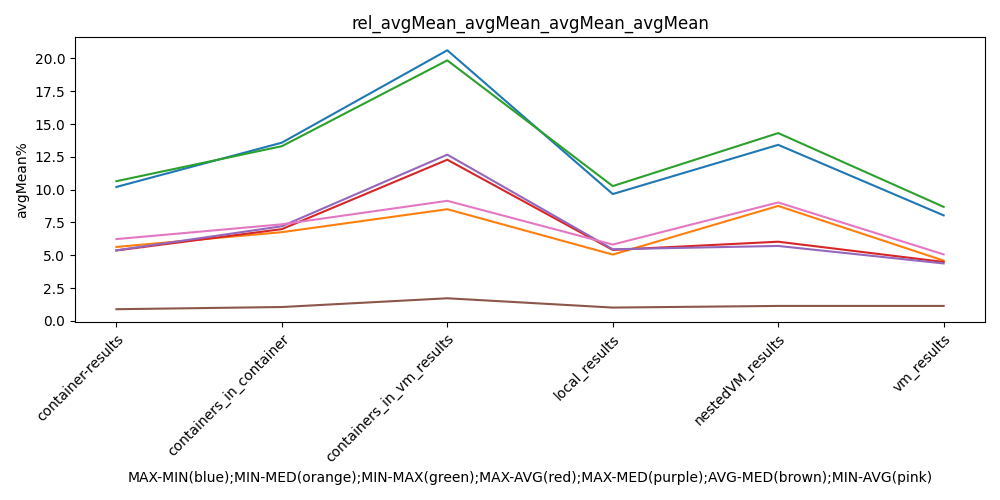 rel_avgMean_avgMean_avgMean_avgMean
avgMean%
20.0
17.5
15.0
12.5
10.0
7.5
5.0
2.5
0.0
container-results
containers_in_container
containers_in_vm_results
local_results
nestedVM_results
vm_results
MAX-MIN(blue);MIN-MED(orange);MIN-MAX(green);MAX-AVG(red);MAX-MED(purple);AVG-MED(brown);MIN-AVG(pink)